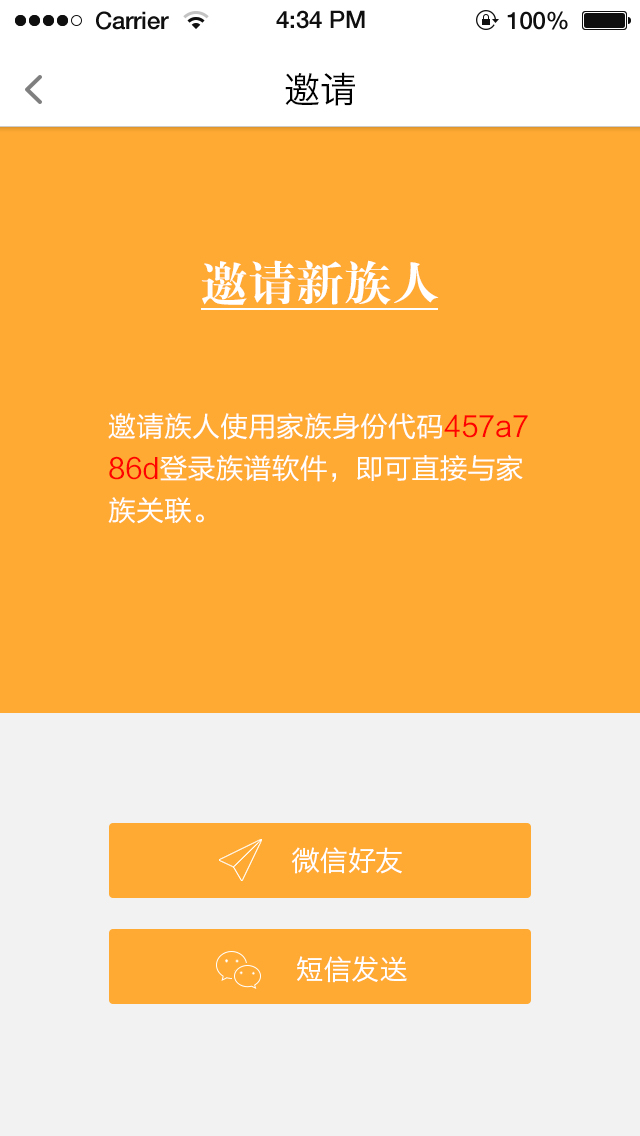 Carrier 4:34 PM 100%
邀请
邀请新族人
邀请族人使用家族身份代码457a7
86d登录族谱软件，即可直接与家
族关联。
微信好友
短信发送